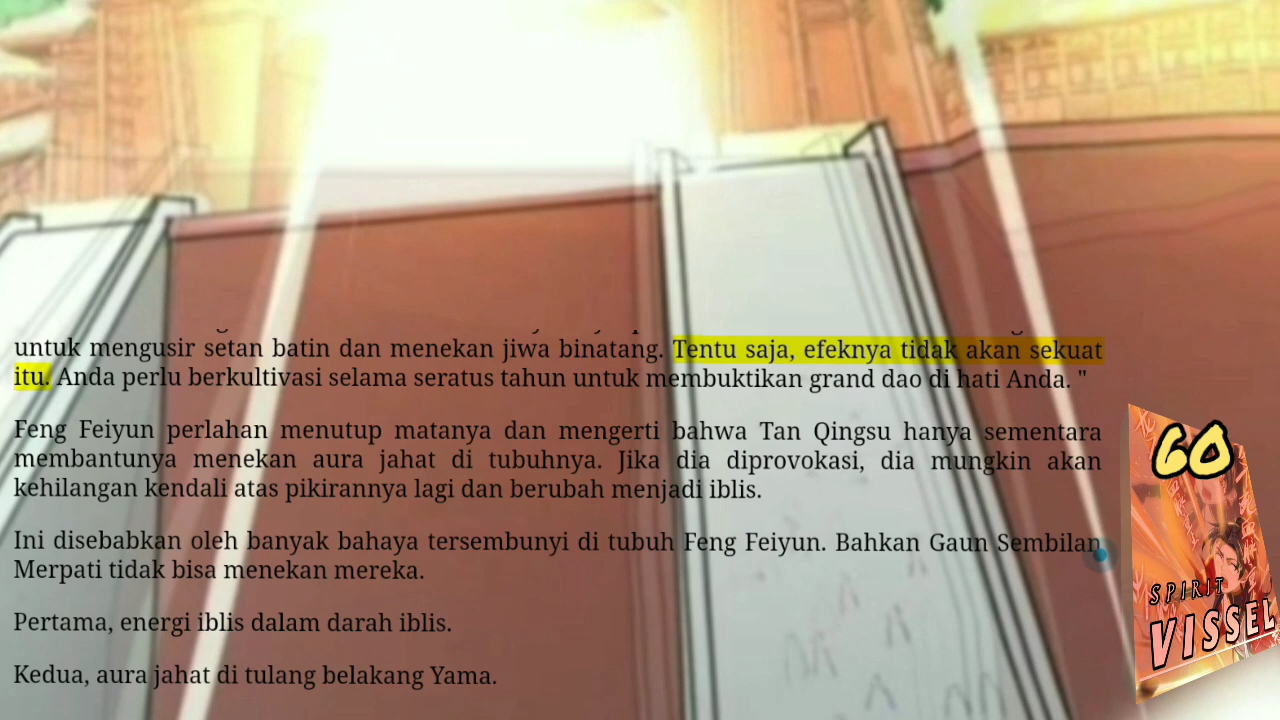 untuk mengusir setan batin dan menekan jiwa binatang. Tentu saja, efeknya tidak akan sekuat
itu. Anda perlu berkultivasi selama seratus tahun untuk membuktikan grand dao di hati Anda. "
Feng Feiyun perlahan menutup matanya dan mengerti bahwa Tan Qingsu hanya sementara
membantunya menekan aura jahat di tubuhnya. Jika dia diprovokasi, dia mungkin akan
kehilangan kendali atas pikirannya lagi dan berubah menjadi iblis.
Ini disebabkan oleh banyak bahaya tersembunyi di tubuh Feng Feiyun. Bahkan Gaun Sembilan
Merpati tidak bisa menekan mereka.
Pertama, energi iblis dalam darah iblis.
Kedua, aura jahat di tulang belakang Yama.
60
SPIRIT
VISSEL